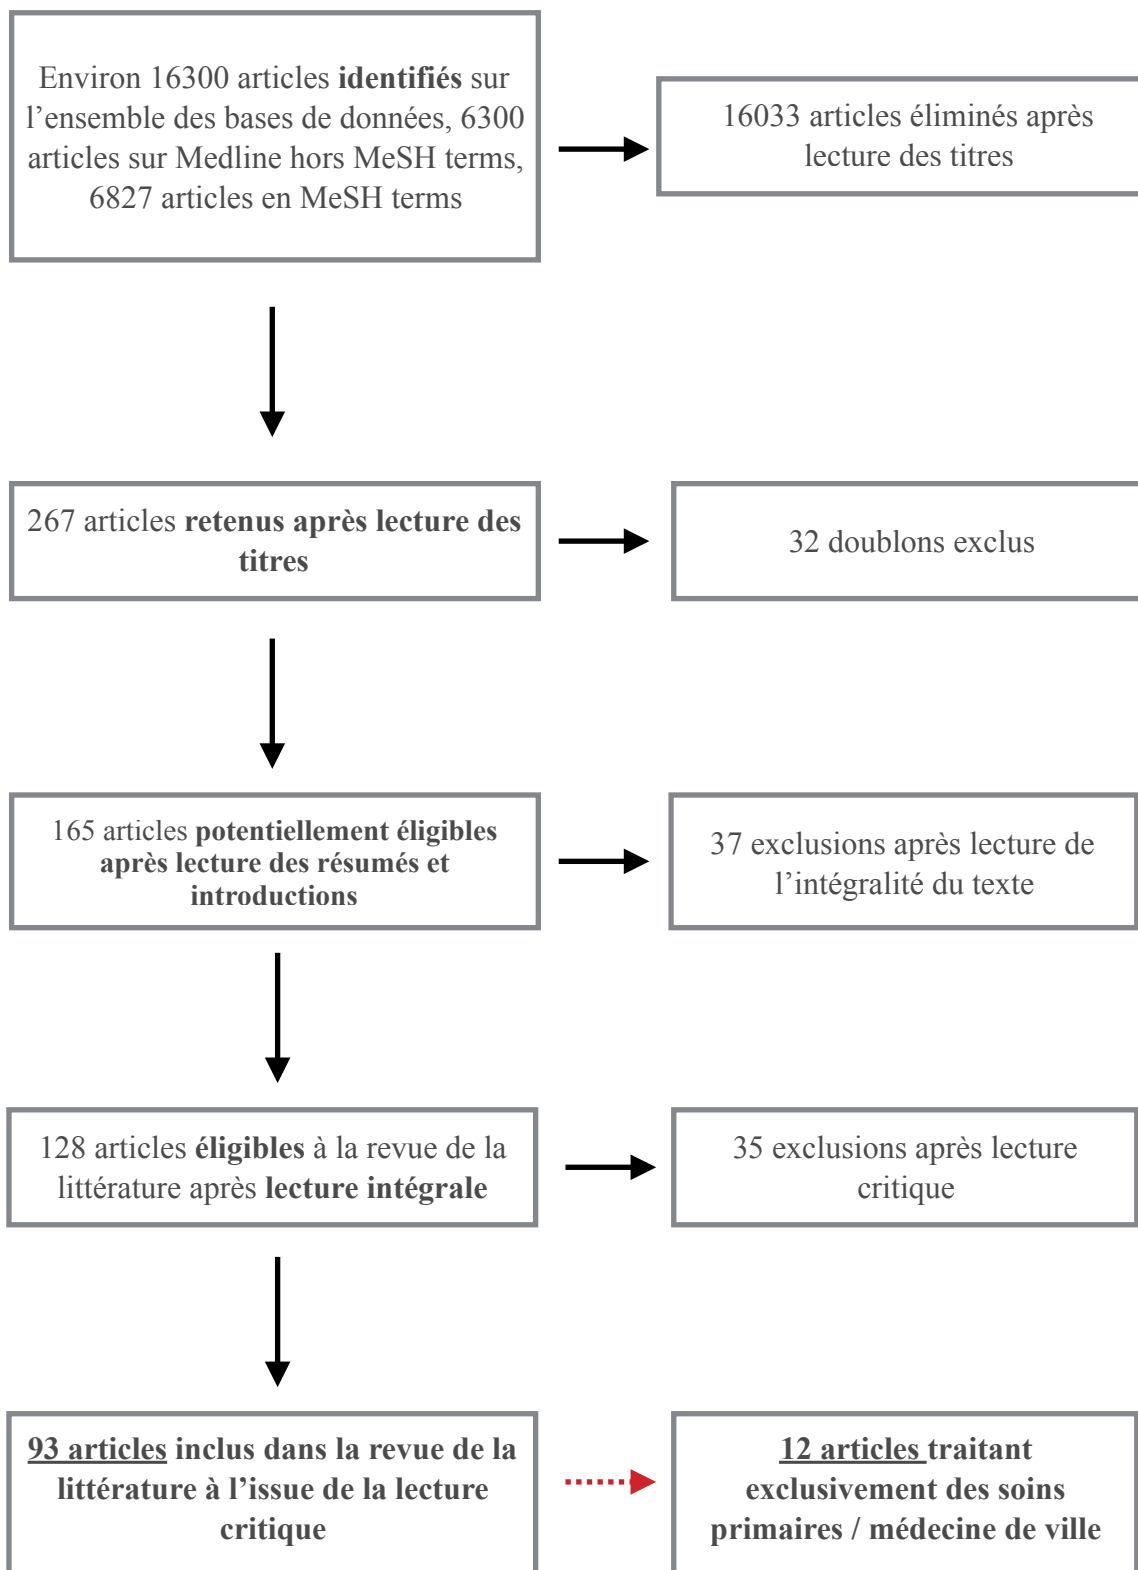 Environ 16300 articles identifiés sur
l’ensemble des bases de données, 6300
articles sur Medline hors MeSH terms,
6827 articles en MeSH terms
16033 articles éliminés après
lecture des titres
267 articles retenus après lecture des
titres
32 doublons exclus
165 articles potentiellement éligibles
après lecture des résumés et
introductions
37 exclusions après lecture de
l’intégralité du texte
128 articles éligibles à la revue de la
littérature après lecture intégrale
35 exclusions après lecture
critique
93 articles inclus dans la revue de la
littérature à l’issue de la lecture
critique
12 articles traitant
exclusivement des soins
primaires / médecine de ville